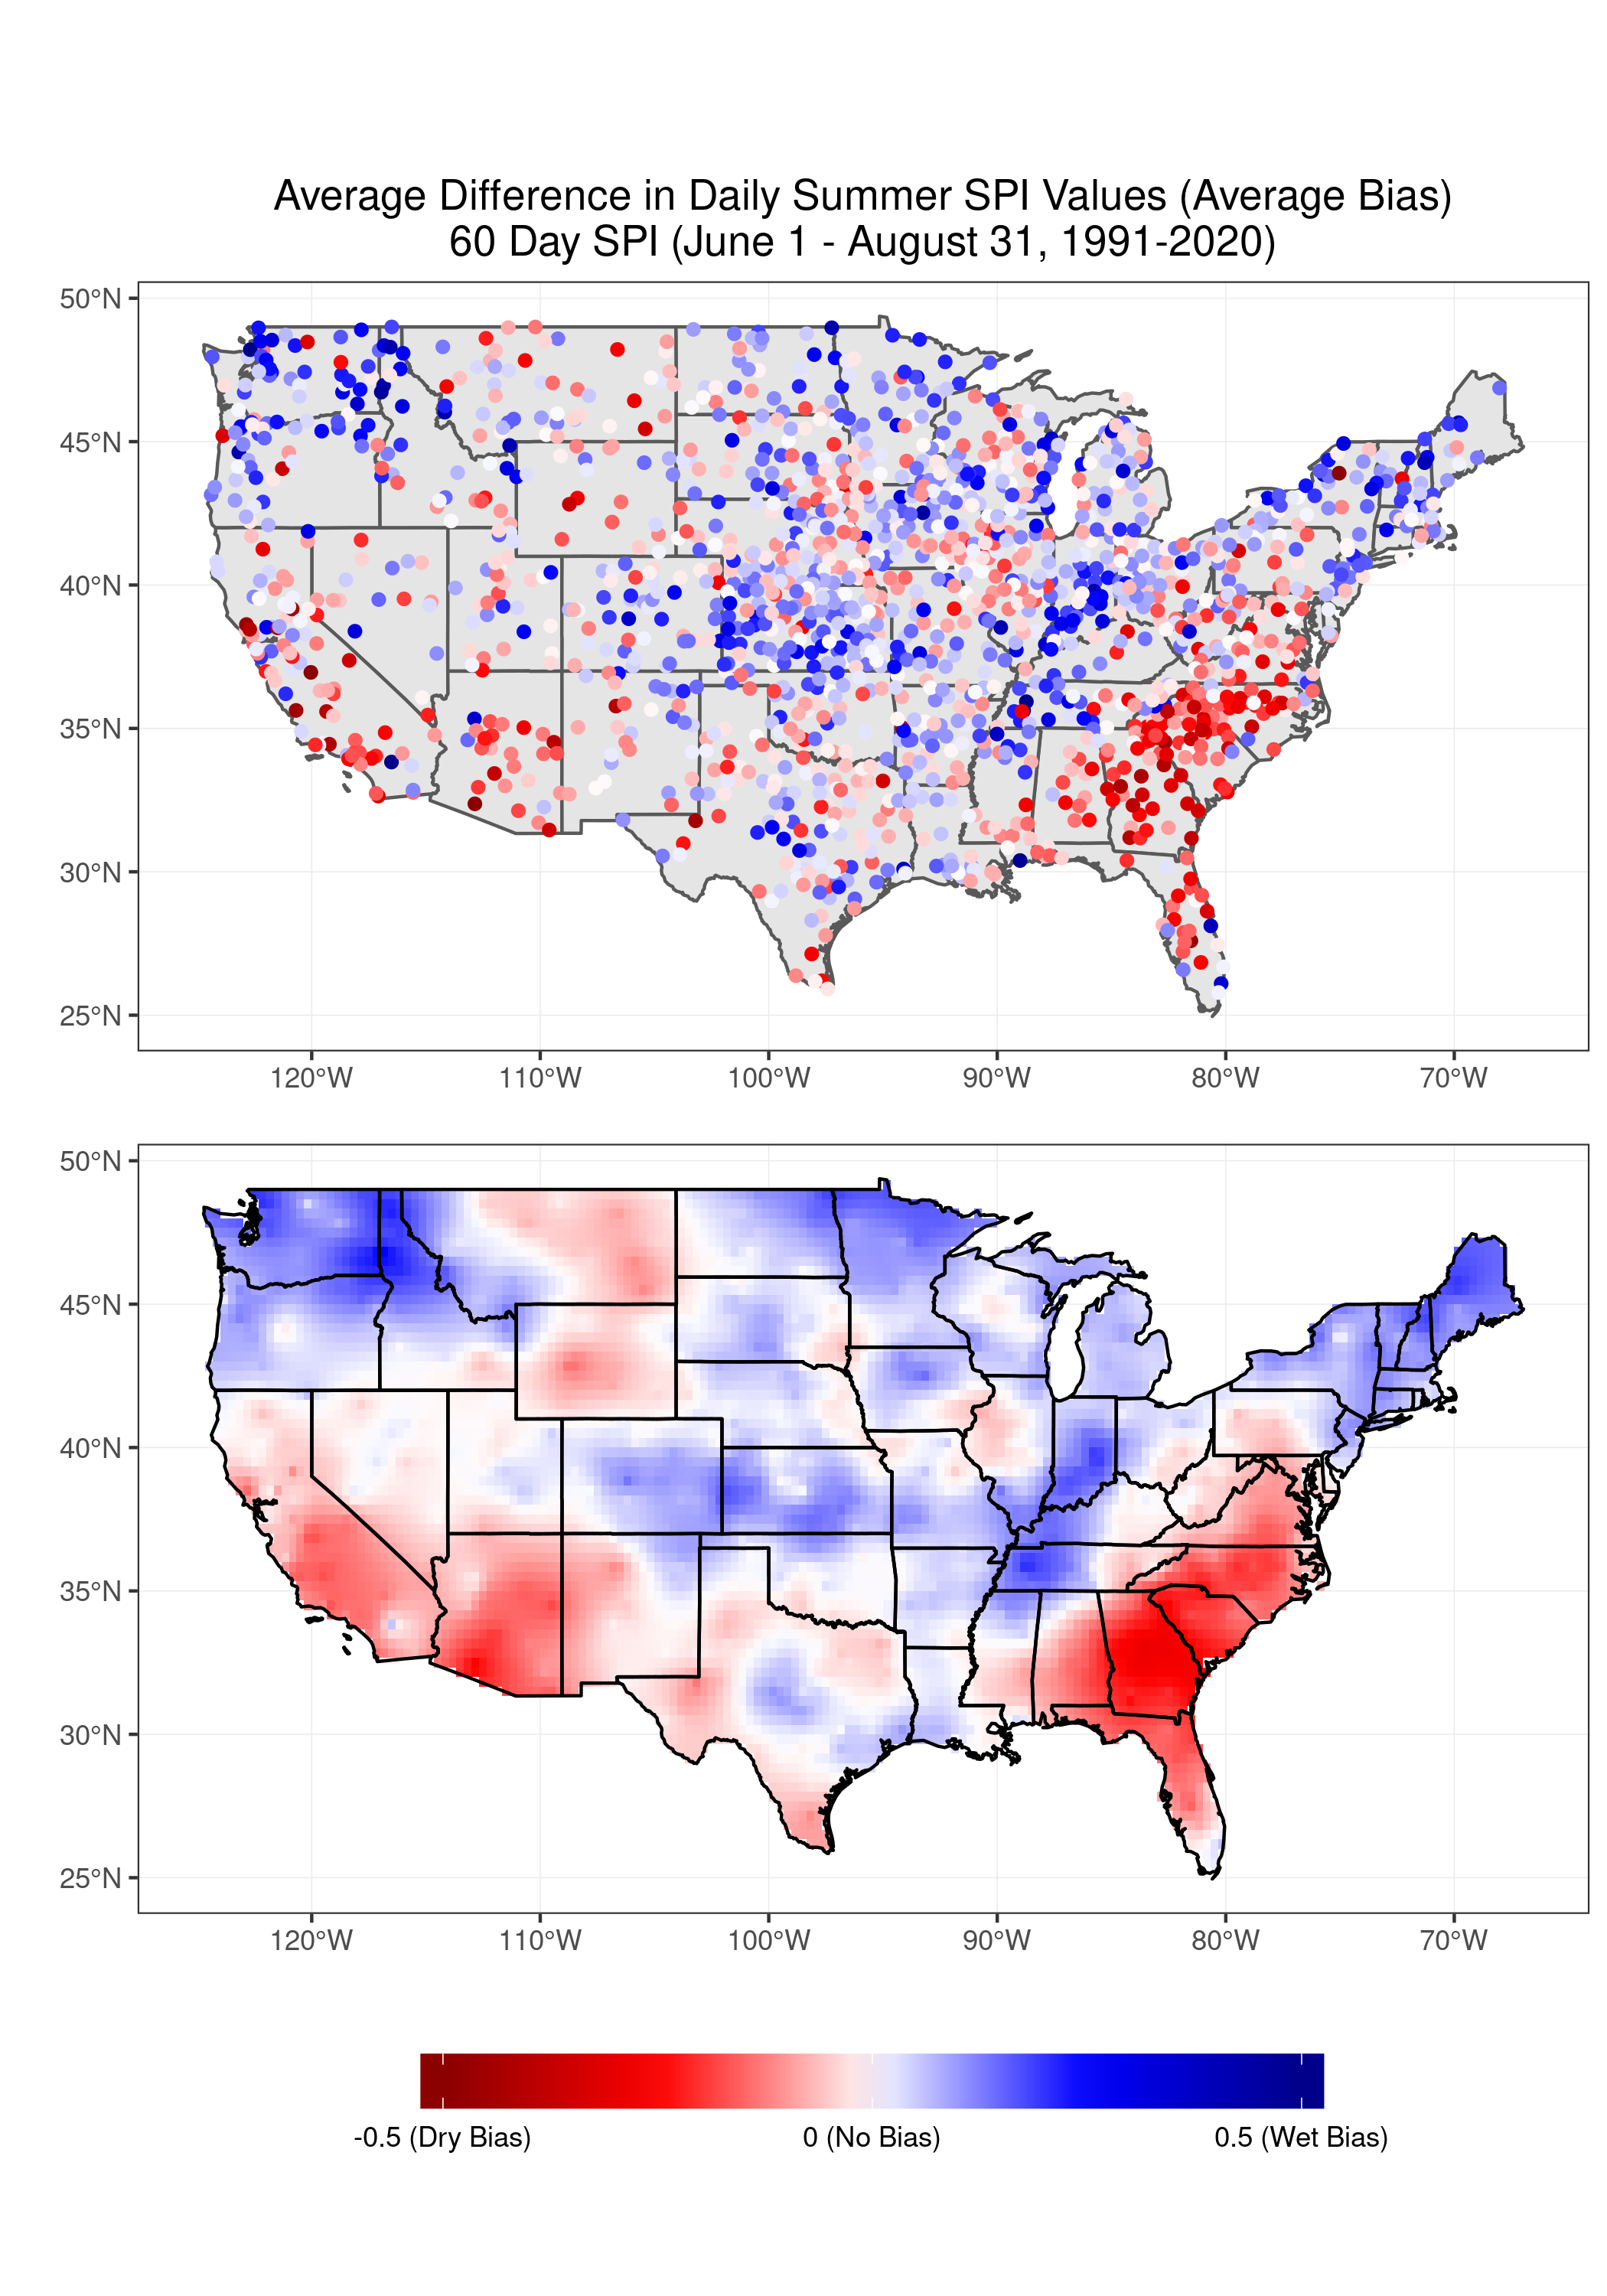 Average Difference in Daily Summer SPI Values (Average Bias)
60 Day SPI (June 1 - August 31, 1991-2020)
50°N
45°N
40°N
35°N
30°N
25°N
120°W 110°W 100°W 90°W 80°W 70°W
50°N
45°N
40°N
35°N
30°N
25°N
120°W 110°W 100°W 90°W 80°W 70°W
-0.5 (Dry Bias) 0 (No Bias) 0.5 (Wet Bias)